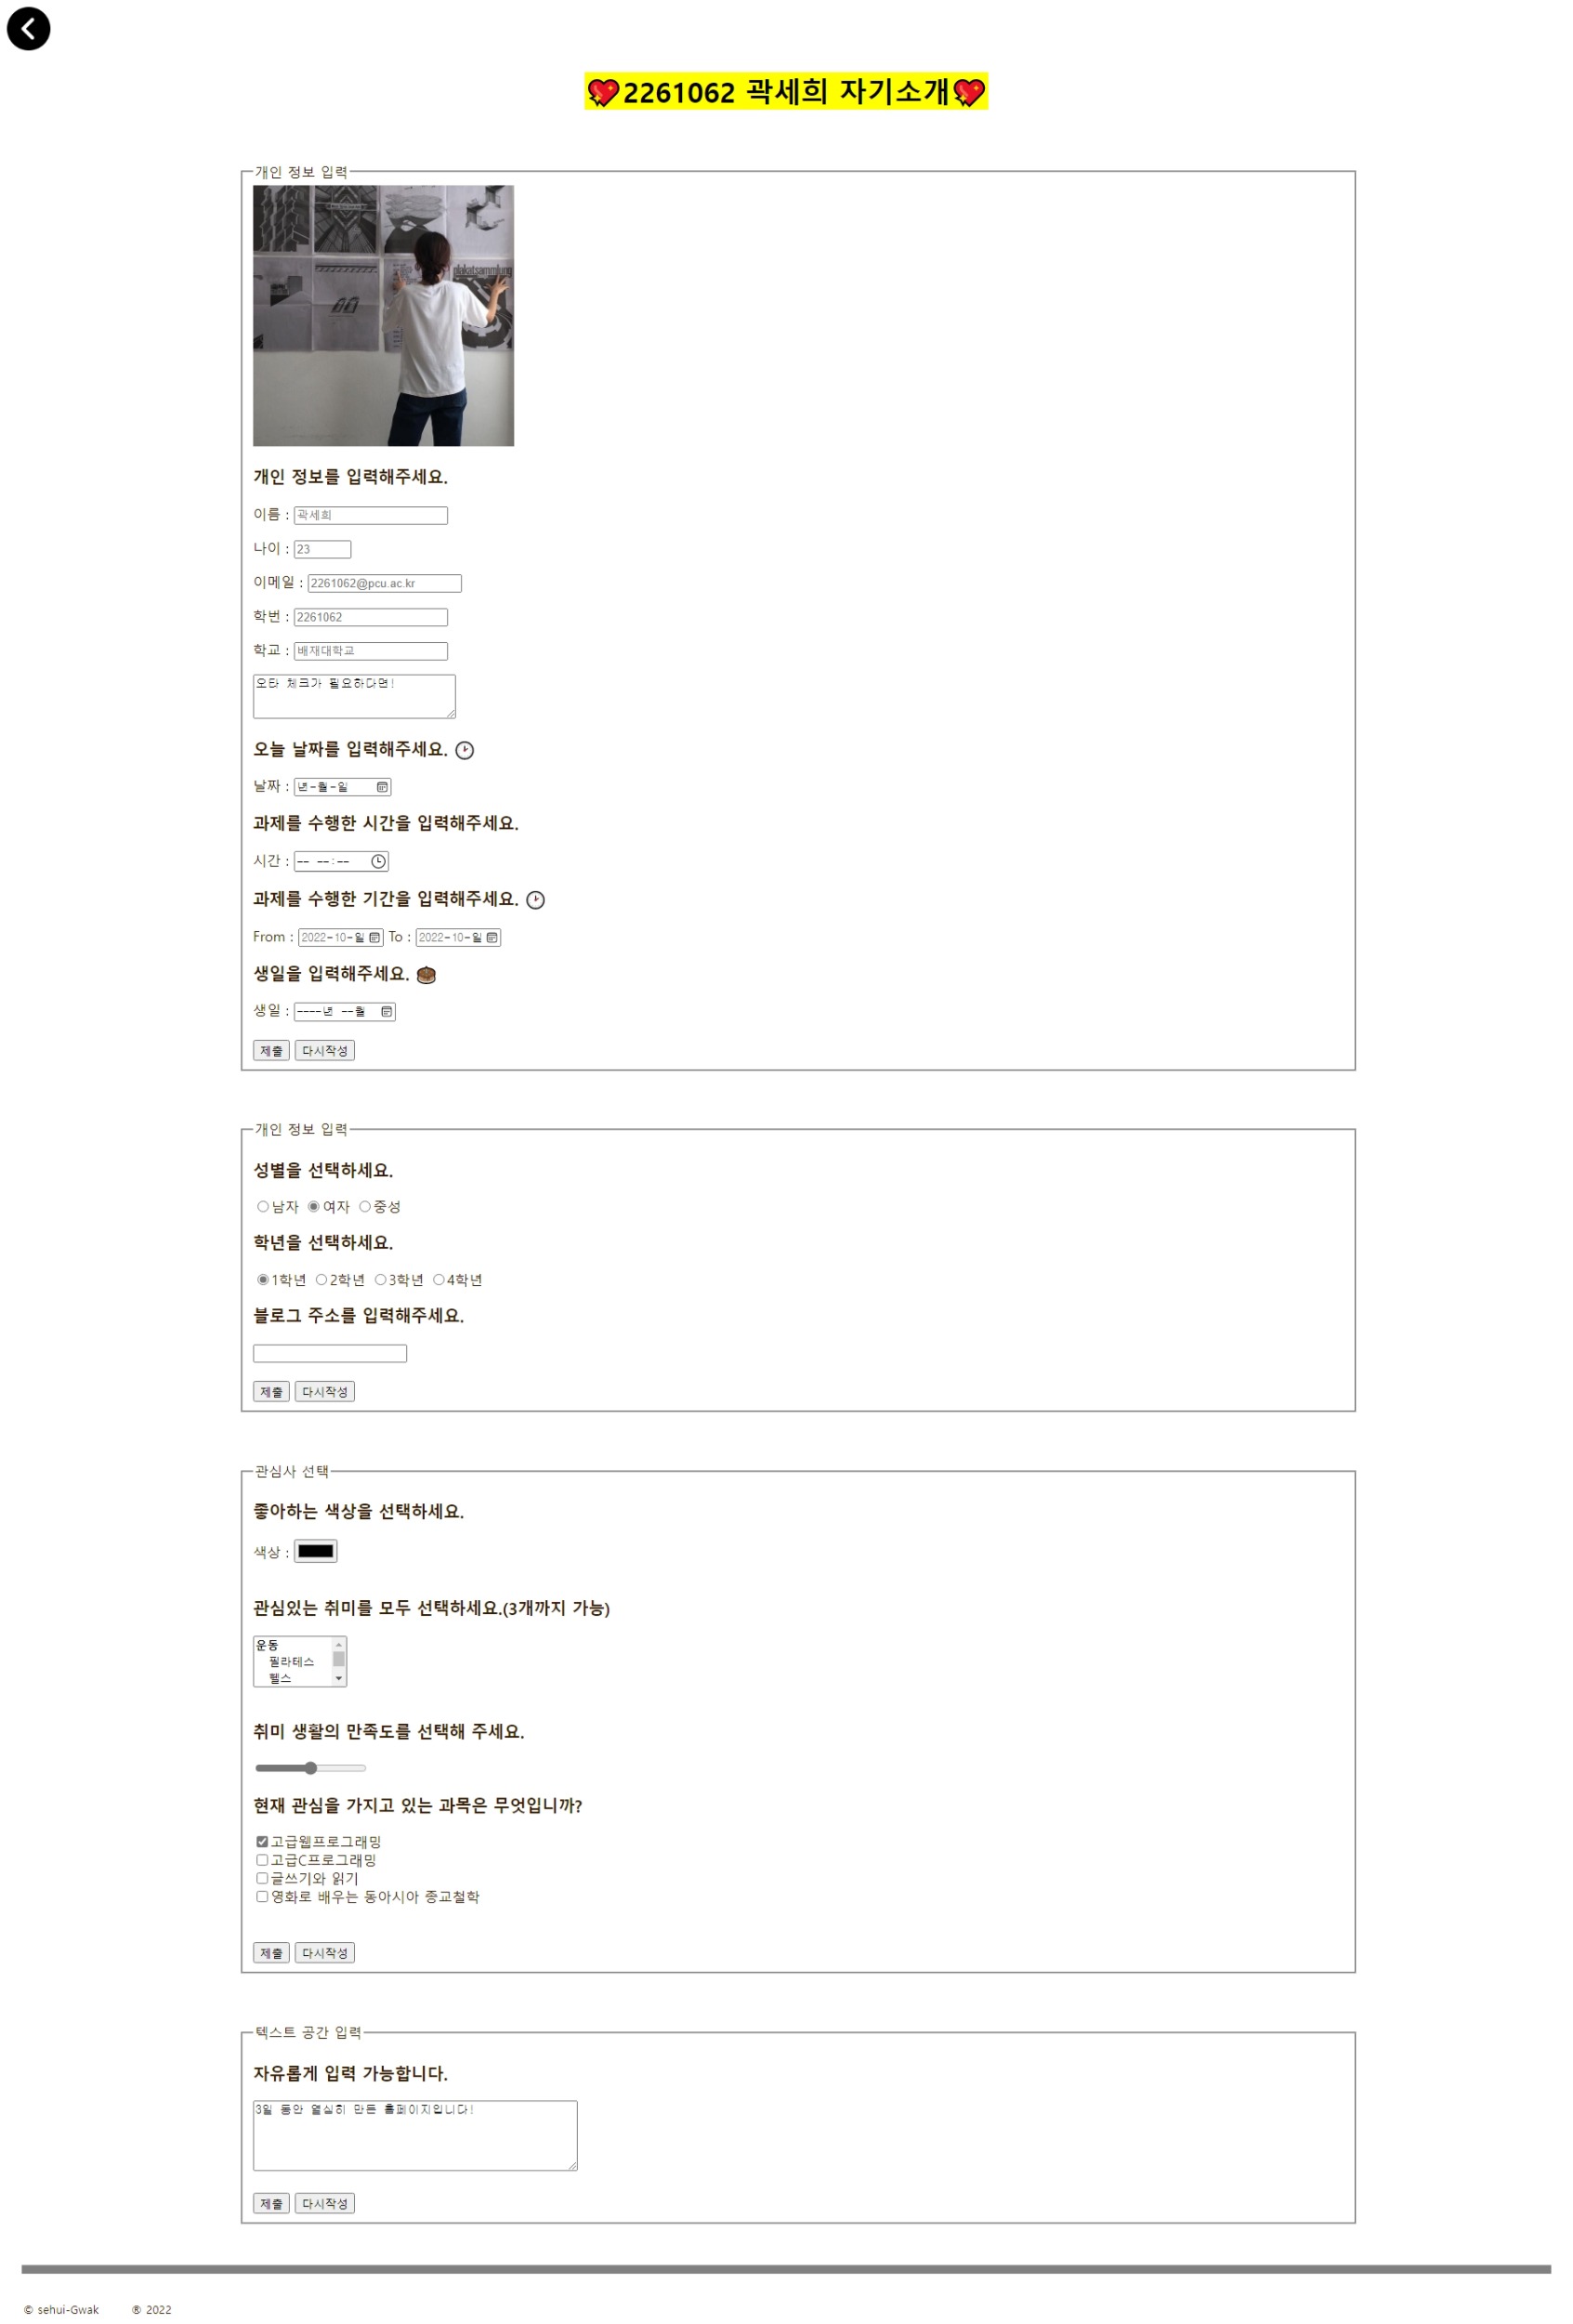 💖2261062 곽세희 자기소개💖
개인 정보 입력
plakatsammlung
개인 정보를 입력해주세요.
이름 : 곽세희
나이 : 23
이메일 : 2261062@pcu.ac.kr
학번 : 2261062
학교 : 배재대학교
오타 체크가 필요하다면!
오늘 날짜를 입력해주세요. 🕐
날짜 : 년-월-일
과제를 수행한 시간을 입력해주세요.
시간 : -- --:--
과제를 수행한 기간을 입력해주세요. 🕐
From : 2022-10-일 To : 2022-10-일
생일을 입력해주세요.
생일 : ----년 --월
제출 다시작성
개인 정보 입력
성별을 선택하세요.
남자 여자 중성
학년을 선택하세요.
1학년 2학년 3학년 4학년
블로그 주소를 입력해주세요.
제출 다시작성
관심사 선택
좋아하는 색상을 선택하세요.
색상 :
관심있는 취미를 모두 선택하세요.(3개까지 가능)
운동
필라테스
헬스
취미 생활의 만족도를 선택해 주세요.
현재 관심을 가지고 있는 과목은 무엇입니까?
고급웹프로그래밍
고급C프로그래밍
글쓰기와 읽기
영화로 배우는 동아시아 종교철학
제출 다시작성
텍스트 공간 입력
자유롭게 입력 가능합니다.
3일 동안 열심히 만든 홈페이지입니다!
제출 다시작성
© sehui-Gwak ® 2022